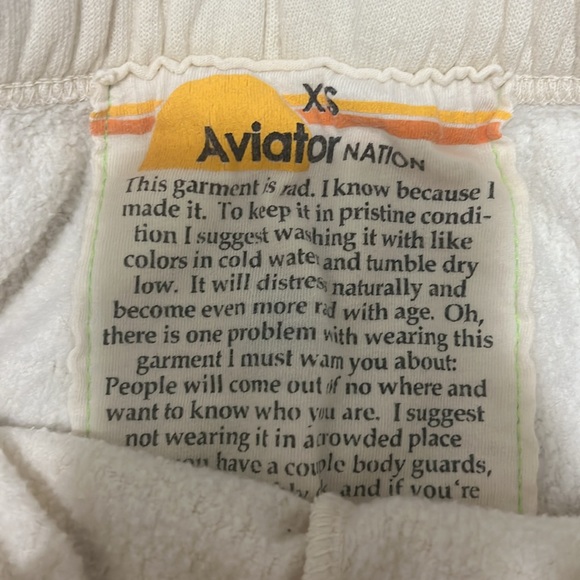 XS
Aviator NATION
This garment is rad. I know because I
made it. To keep it in pristine condi-
tion I suggest washing it with like
colors in cold water and tumble dry
low. It will distress naturally and
become even more rad with age. Oh,
there is one problem with wearing this
garment I must warn you about:
People will come out of no where and
want to know who you are. I suggest
not wearing it in a crowded place
you have a couple body guards,
and if you're